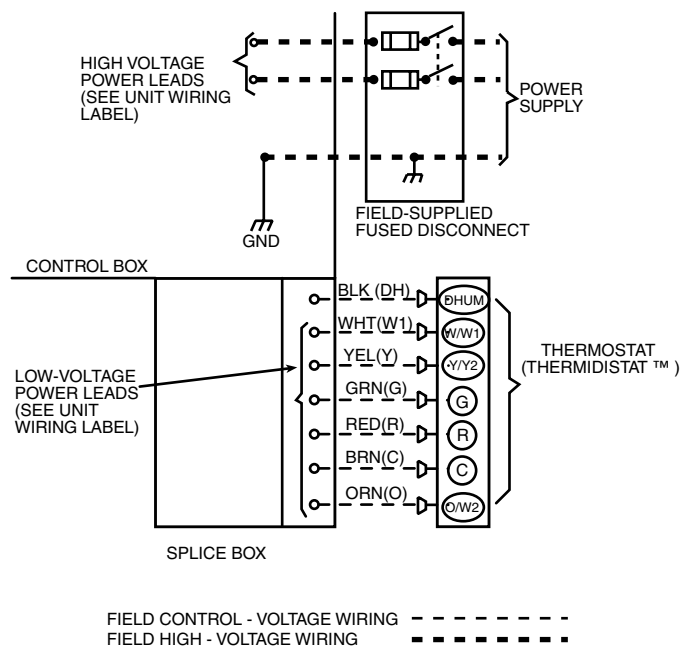 HIGH VOLTAGE
POWER LEADS
(SEE UNIT WIRING
LABEL)
POWER
SUPPLY
GND
FIELD-SUPPLIED
FUSED DISCONNECT
CONTROL BOX
BLK (DH)
DHUM
WHT(W1)
W/W1
YEL(Y)
Y/Y2
GRN(G)
G
RED(R)
R
BRN(C)
C
ORN(O)
O/W2
LOW-VOLTAGE
POWER LEADS
(SEE UNIT
WIRING LABEL)
THERMOSTAT
(THERMIDISTAT ™ )
SPLICE BOX
FIELD CONTROL - VOLTAGE WIRING
FIELD HIGH - VOLTAGE WIRING